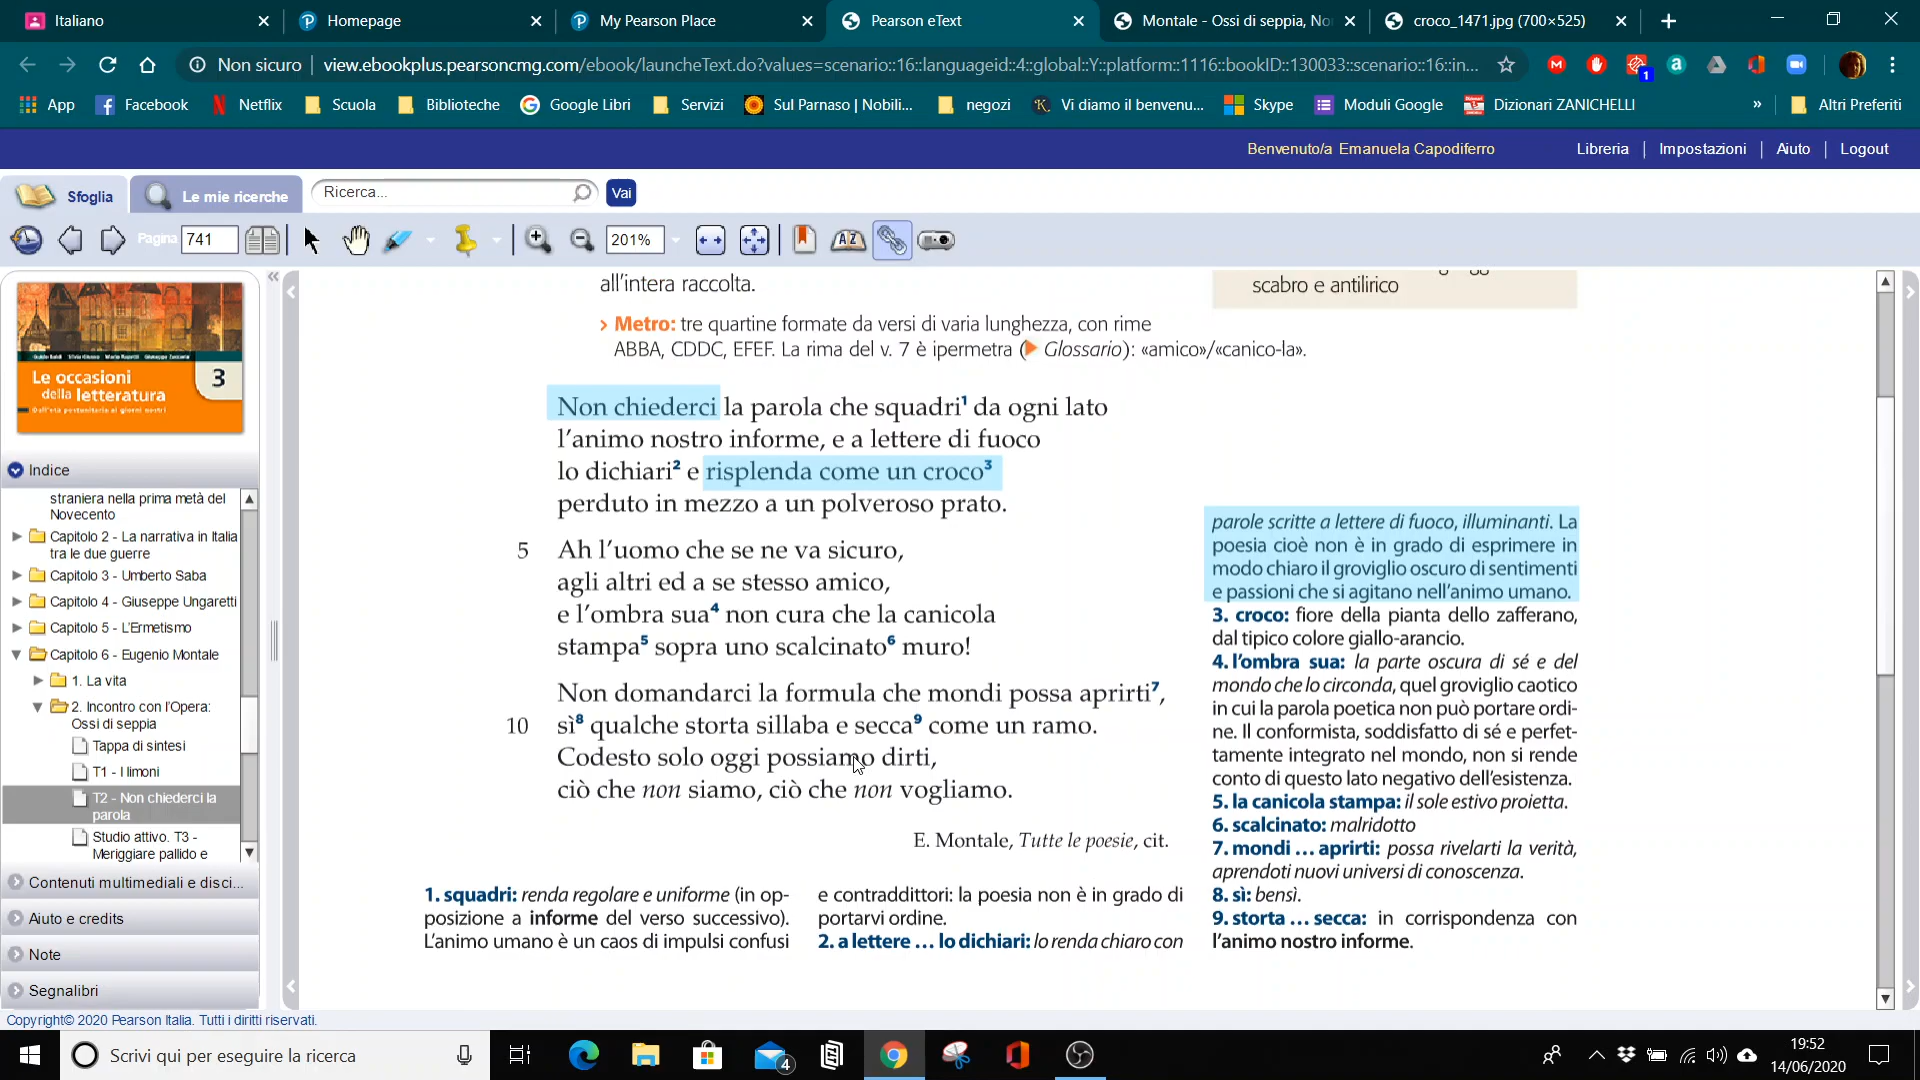 Italiano
Homepage
My Pearson Place
Pearson eText
Montale - Ossi di seppia, No
croco_1471.jpg (700×525)
Non sicuro
view.ebookplus.pearsoncmg.com/ebook/launcheText.do?values=scenario::16::languageid::4::global::Y::platform::1116::bookID::130033::scenario::16::in...
App
Facebook
Netflix
Scuola
Biblioteche
Google Libri
Servizi
Sul Parnaso | Nobili...
negozi
Vi diamo il benvenu...
Skype
Moduli Google
Dizionari ZANICHELLI
»
Altri Preferiti
Benvenuto/a Emanuela Capodiferro
Libreria | Impostazioni | Aiuto | Logout
Sfoglia
Le mie ricerche
Ricerca...
Vai
Pagina 741
201%
Le occasioni
della letteratura
3
Dall'età postunitaria ai giorni nostri
Indice
straniera nella prima metà del
Novecento
Capitolo 2 - La narrativa in Italia
tra le due guerre
Capitolo 3 - Umberto Saba
Capitolo 4 - Giuseppe Ungaretti
Capitolo 5 - L'Ermetismo
Capitolo 6 - Eugenio Montale
1. La vita
2. Incontro con l'Opera:
Ossi di seppia
Tappa di sintesi
T1 - I limoni
T2 - Non chiederci la
parola
Studio attivo. T3 -
Meriggiare pallido e
Contenuti multimediali e disci...
Aiuto e credits
Note
Segnalibri
all'intera raccolta.
scabro e antilirico
› Metro: tre quartine formate da versi di varia lunghezza, con rime
ABBA, CDDC, EFEF. La rima del v. 7 è ipermetra (▶ Glossario): «amico»/«canico-la».
Non chiederci la parola che squadri¹ da ogni lato
l'animo nostro informe, e a lettere di fuoco
lo dichiari² e risplenda come un croco³
perduto in mezzo a un polveroso prato.
5 Ah l'uomo che se ne va sicuro,
agli altri ed a se stesso amico,
e l'ombra sua⁴ non cura che la canicola
stampa⁵ sopra uno scalcinato⁶ muro!
Non domandarci la formula che mondi possa aprirti⁷,
10 sì⁸ qualche storta sillaba e secca⁹ come un ramo.
Codesto solo oggi possiamo dirti,
ciò che non siamo, ciò che non vogliamo.
E. Montale, Tutte le poesie, cit.
1. squadri: renda regolare e uniforme (in op-
posizione a informe del verso successivo).
L'animo umano è un caos di impulsi confusi
e contraddittori: la poesia non è in grado di
portarvi ordine.
2. a lettere ... lo dichiari: lo renda chiaro con
parole scritte a lettere di fuoco, illuminanti. La
poesia cioè non è in grado di esprimere in
modo chiaro il groviglio oscuro di sentimenti
e passioni che si agitano nell'animo umano.
3. croco: fiore della pianta dello zafferano,
dal tipico colore giallo-arancio.
4. l'ombra sua: la parte oscura di sé e del
mondo che lo circonda, quel groviglio caotico
in cui la parola poetica non può portare ordi-
ne. Il conformista, soddisfatto di sé e perfet-
tamente integrato nel mondo, non si rende
conto di questo lato negativo dell'esistenza.
5. la canicola stampa: il sole estivo proietta.
6. scalcinato: malridotto
7. mondi ... aprirti: possa rivelarti la verità,
aprendoti nuovi universi di conoscenza.
8. sì: bensì.
9. storta ... secca: in corrispondenza con
l'animo nostro informe.
Copyright© 2020 Pearson Italia. Tutti i diritti riservati.
Scrivi qui per eseguire la ricerca
4
19:52
14/06/2020